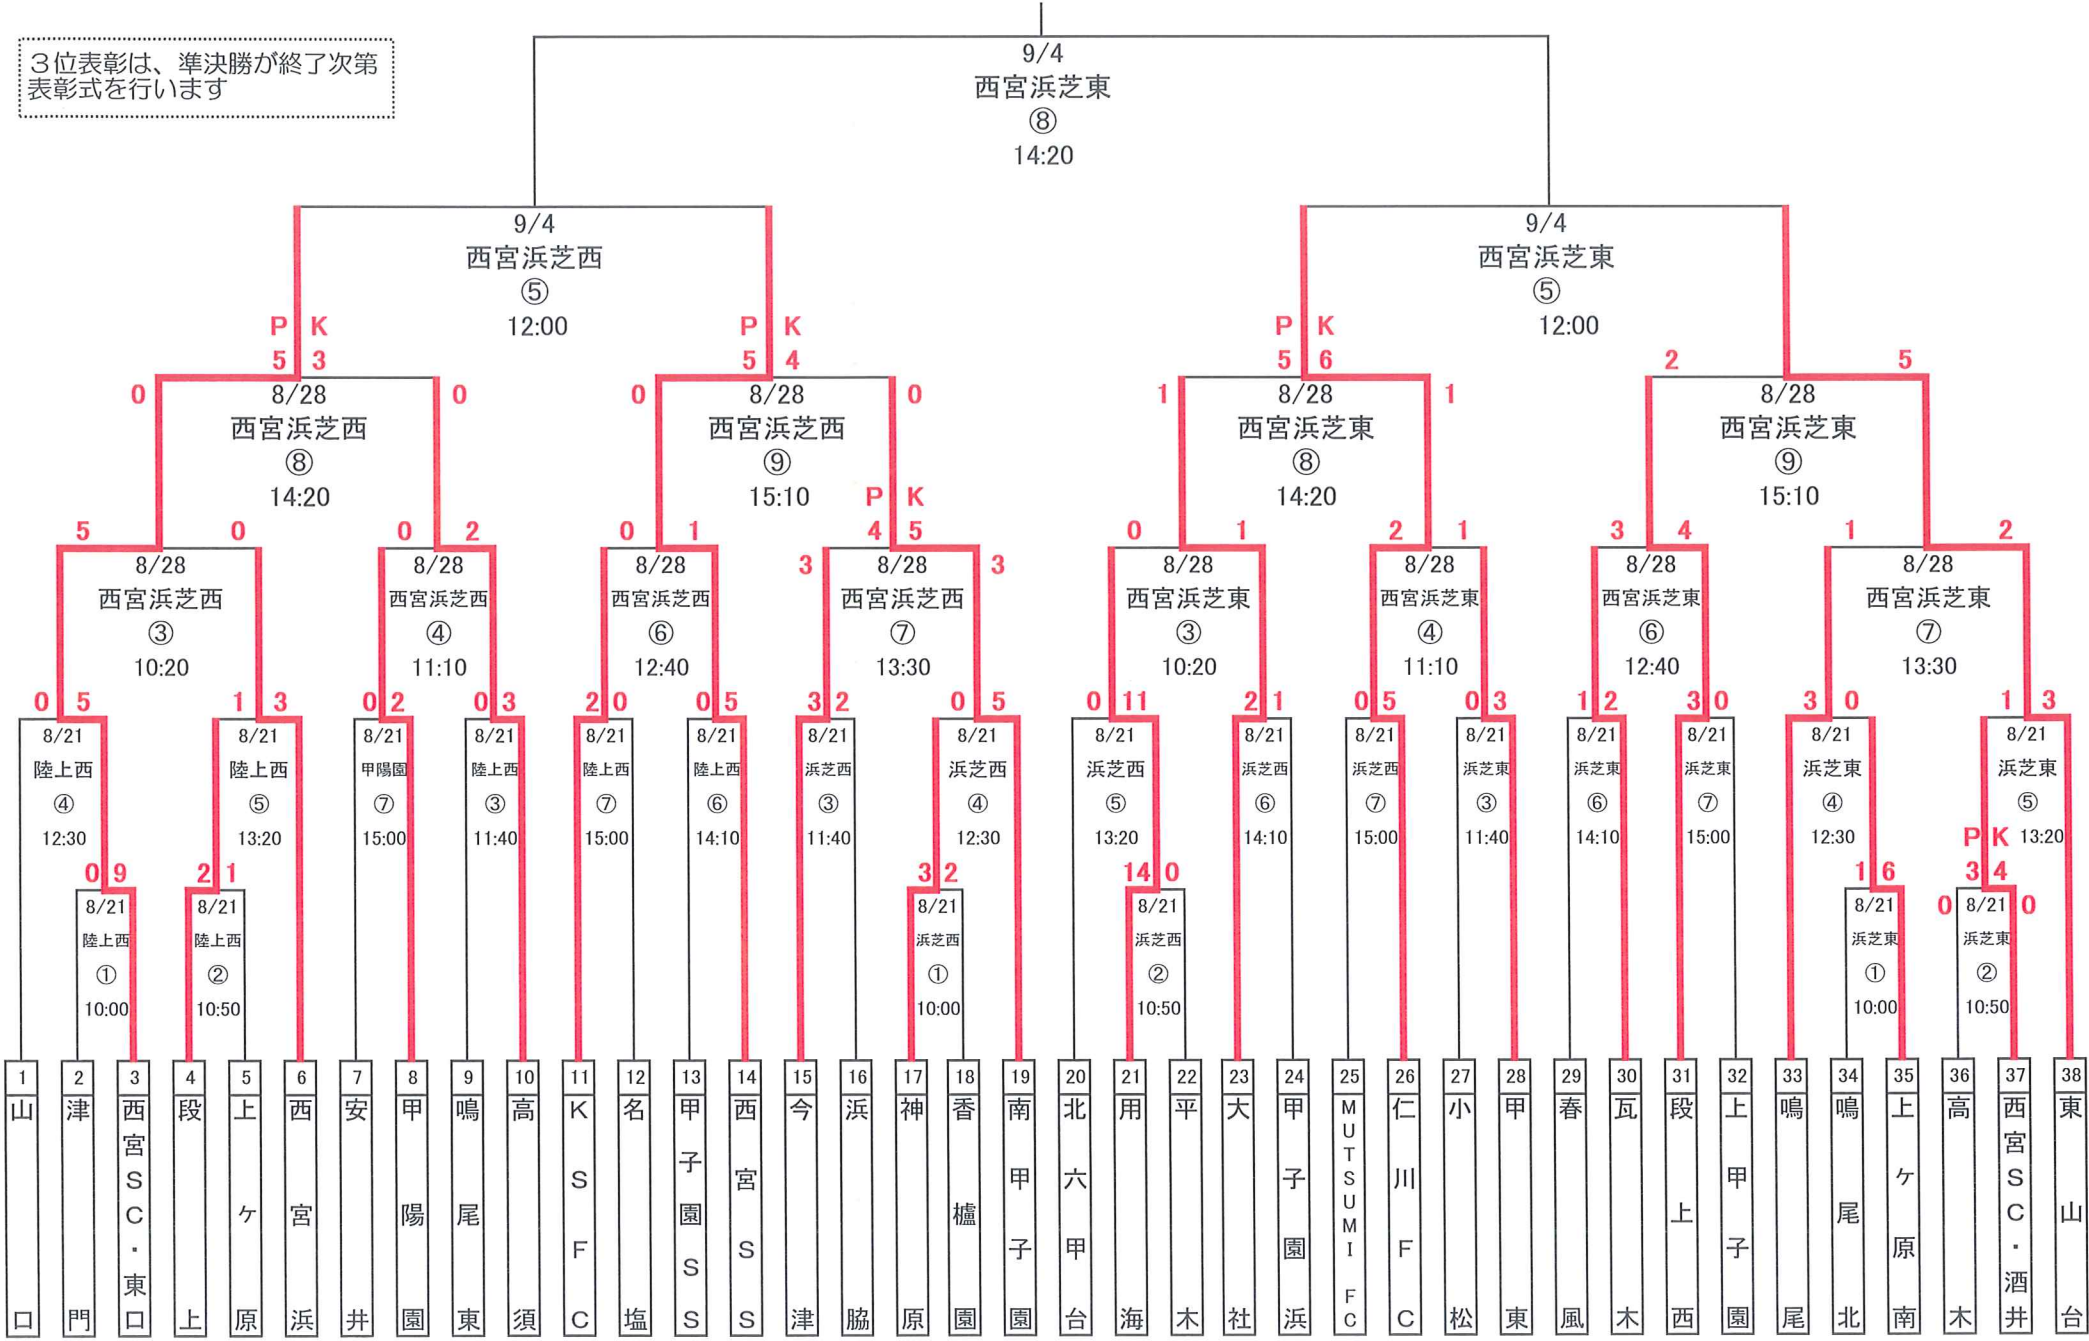 ３位表彰は、準決勝が終了次第
表彰式を行います
9/4
西宮浜芝東
⑧
14:20
9/4
西宮浜芝西
⑤
12:00
9/4
西宮浜芝東
⑤
12:00
P K
5 3
P K
5 4
P K
5 6
2 5
0 0
8/28
西宮浜芝西
⑧
14:20
0 0
8/28
西宮浜芝西
⑨
15:10
1 1
8/28
西宮浜芝東
⑧
14:20
8/28
西宮浜芝東
⑨
15:10
5 0
8/28
西宮浜芝西
③
10:20
0 2
8/28
西宮浜芝西
④
11:10
0 1
8/28
西宮浜芝西
⑥
12:40
P K
4 5
3 3
8/28
西宮浜芝西
⑦
13:30
0 1
8/28
西宮浜芝東
③
10:20
2 1
8/28
西宮浜芝東
④
11:10
3 4
8/28
西宮浜芝東
⑥
12:40
1 2
8/28
西宮浜芝東
⑦
13:30
0 5
8/21
陸上西
④
12:30
1 3
8/21
陸上西
⑤
13:20
0 2
8/21
甲陽園
⑦
15:00
0 3
8/21
陸上西
③
11:40
2 0
8/21
陸上西
⑦
15:00
0 5
8/21
陸上西
⑥
14:10
3 2
8/21
浜芝西
③
11:40
0 5
8/21
浜芝西
④
12:30
0 11
8/21
浜芝西
⑤
13:20
2 1
8/21
浜芝西
⑥
14:10
0 5
8/21
浜芝西
⑦
15:00
0 3
8/21
浜芝東
③
11:40
1 2
8/21
浜芝東
⑥
14:10
3 0
8/21
浜芝東
⑦
15:00
3 0
8/21
浜芝東
④
12:30
1 3
8/21
浜芝東
⑤
13:20
0 9
8/21
陸上西
①
10:00
2 1
8/21
陸上西
②
10:50
3 2
8/21
浜芝西
①
10:00
14 0
8/21
浜芝西
②
10:50
1 6
8/21
浜芝東
①
10:00
P K
3 4
0 0
8/21
浜芝東
②
10:50
1 山口
2 津門
3 西宮SC・東口
4 段上
5 上ケ原
6 西宮浜
7 安井
8 甲陽園
9 鳴尾東
10 高須
11 KSFC
12 名塩
13 甲子園SS
14 西宮SS
15 今津
16 浜脇
17 神原
18 香櫨園
19 南甲子園
20 北六甲台
21 用海
22 平木
23 大社
24 甲子園浜
25 MUTSUMI FC
26 仁川FC
27 小松
28 甲東
29 春風
30 瓦木
31 段上西
32 上甲子園
33 鳴尾
34 鳴尾北
35 上ケ原南
36 高木
37 西宮SC・酒井
38 東山台